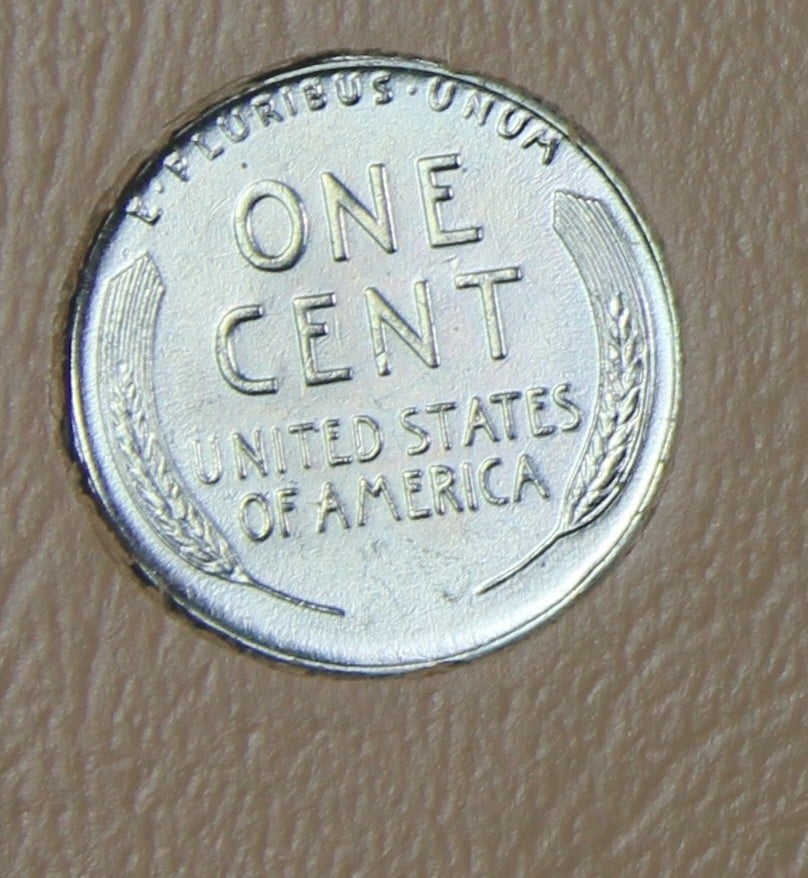 E · PLURIBUS · UNUM
ONE
CENT
UNITED STATES
OF AMERICA